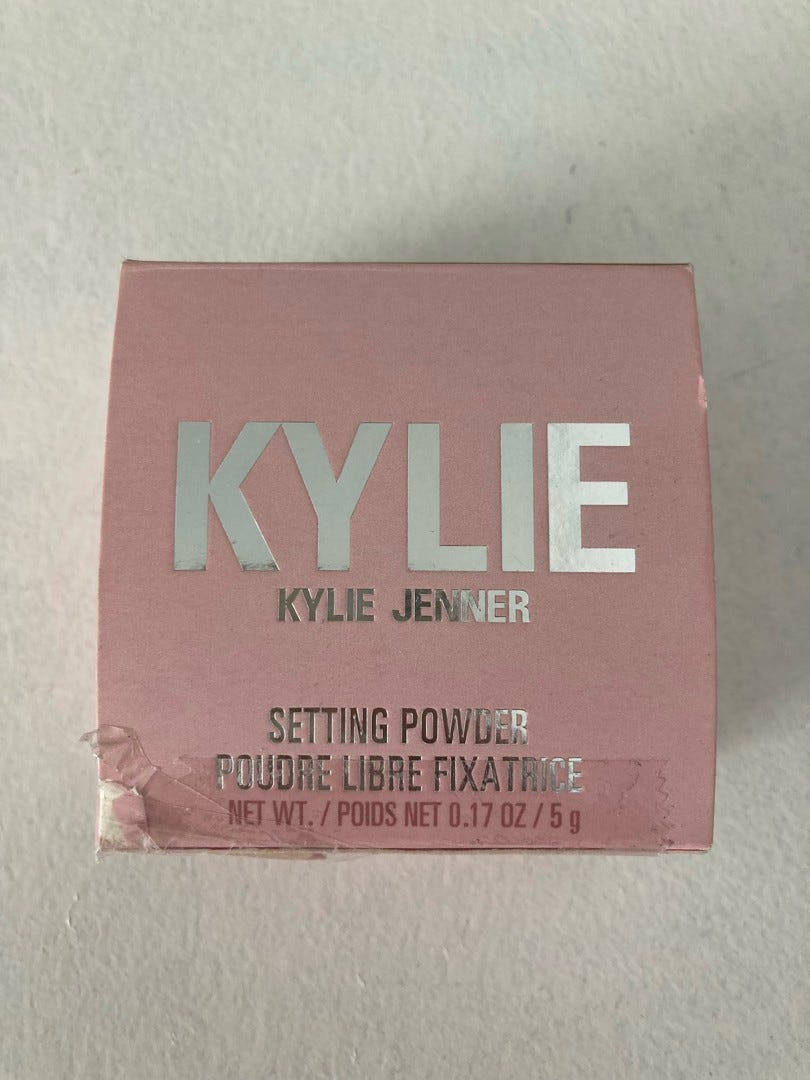 KYLIE
KYLIE JENNER
SETTING POWDER
POUDRE LIBRE FIXATRICE
NET WT. / POIDS NET 0.17 OZ / 5 g